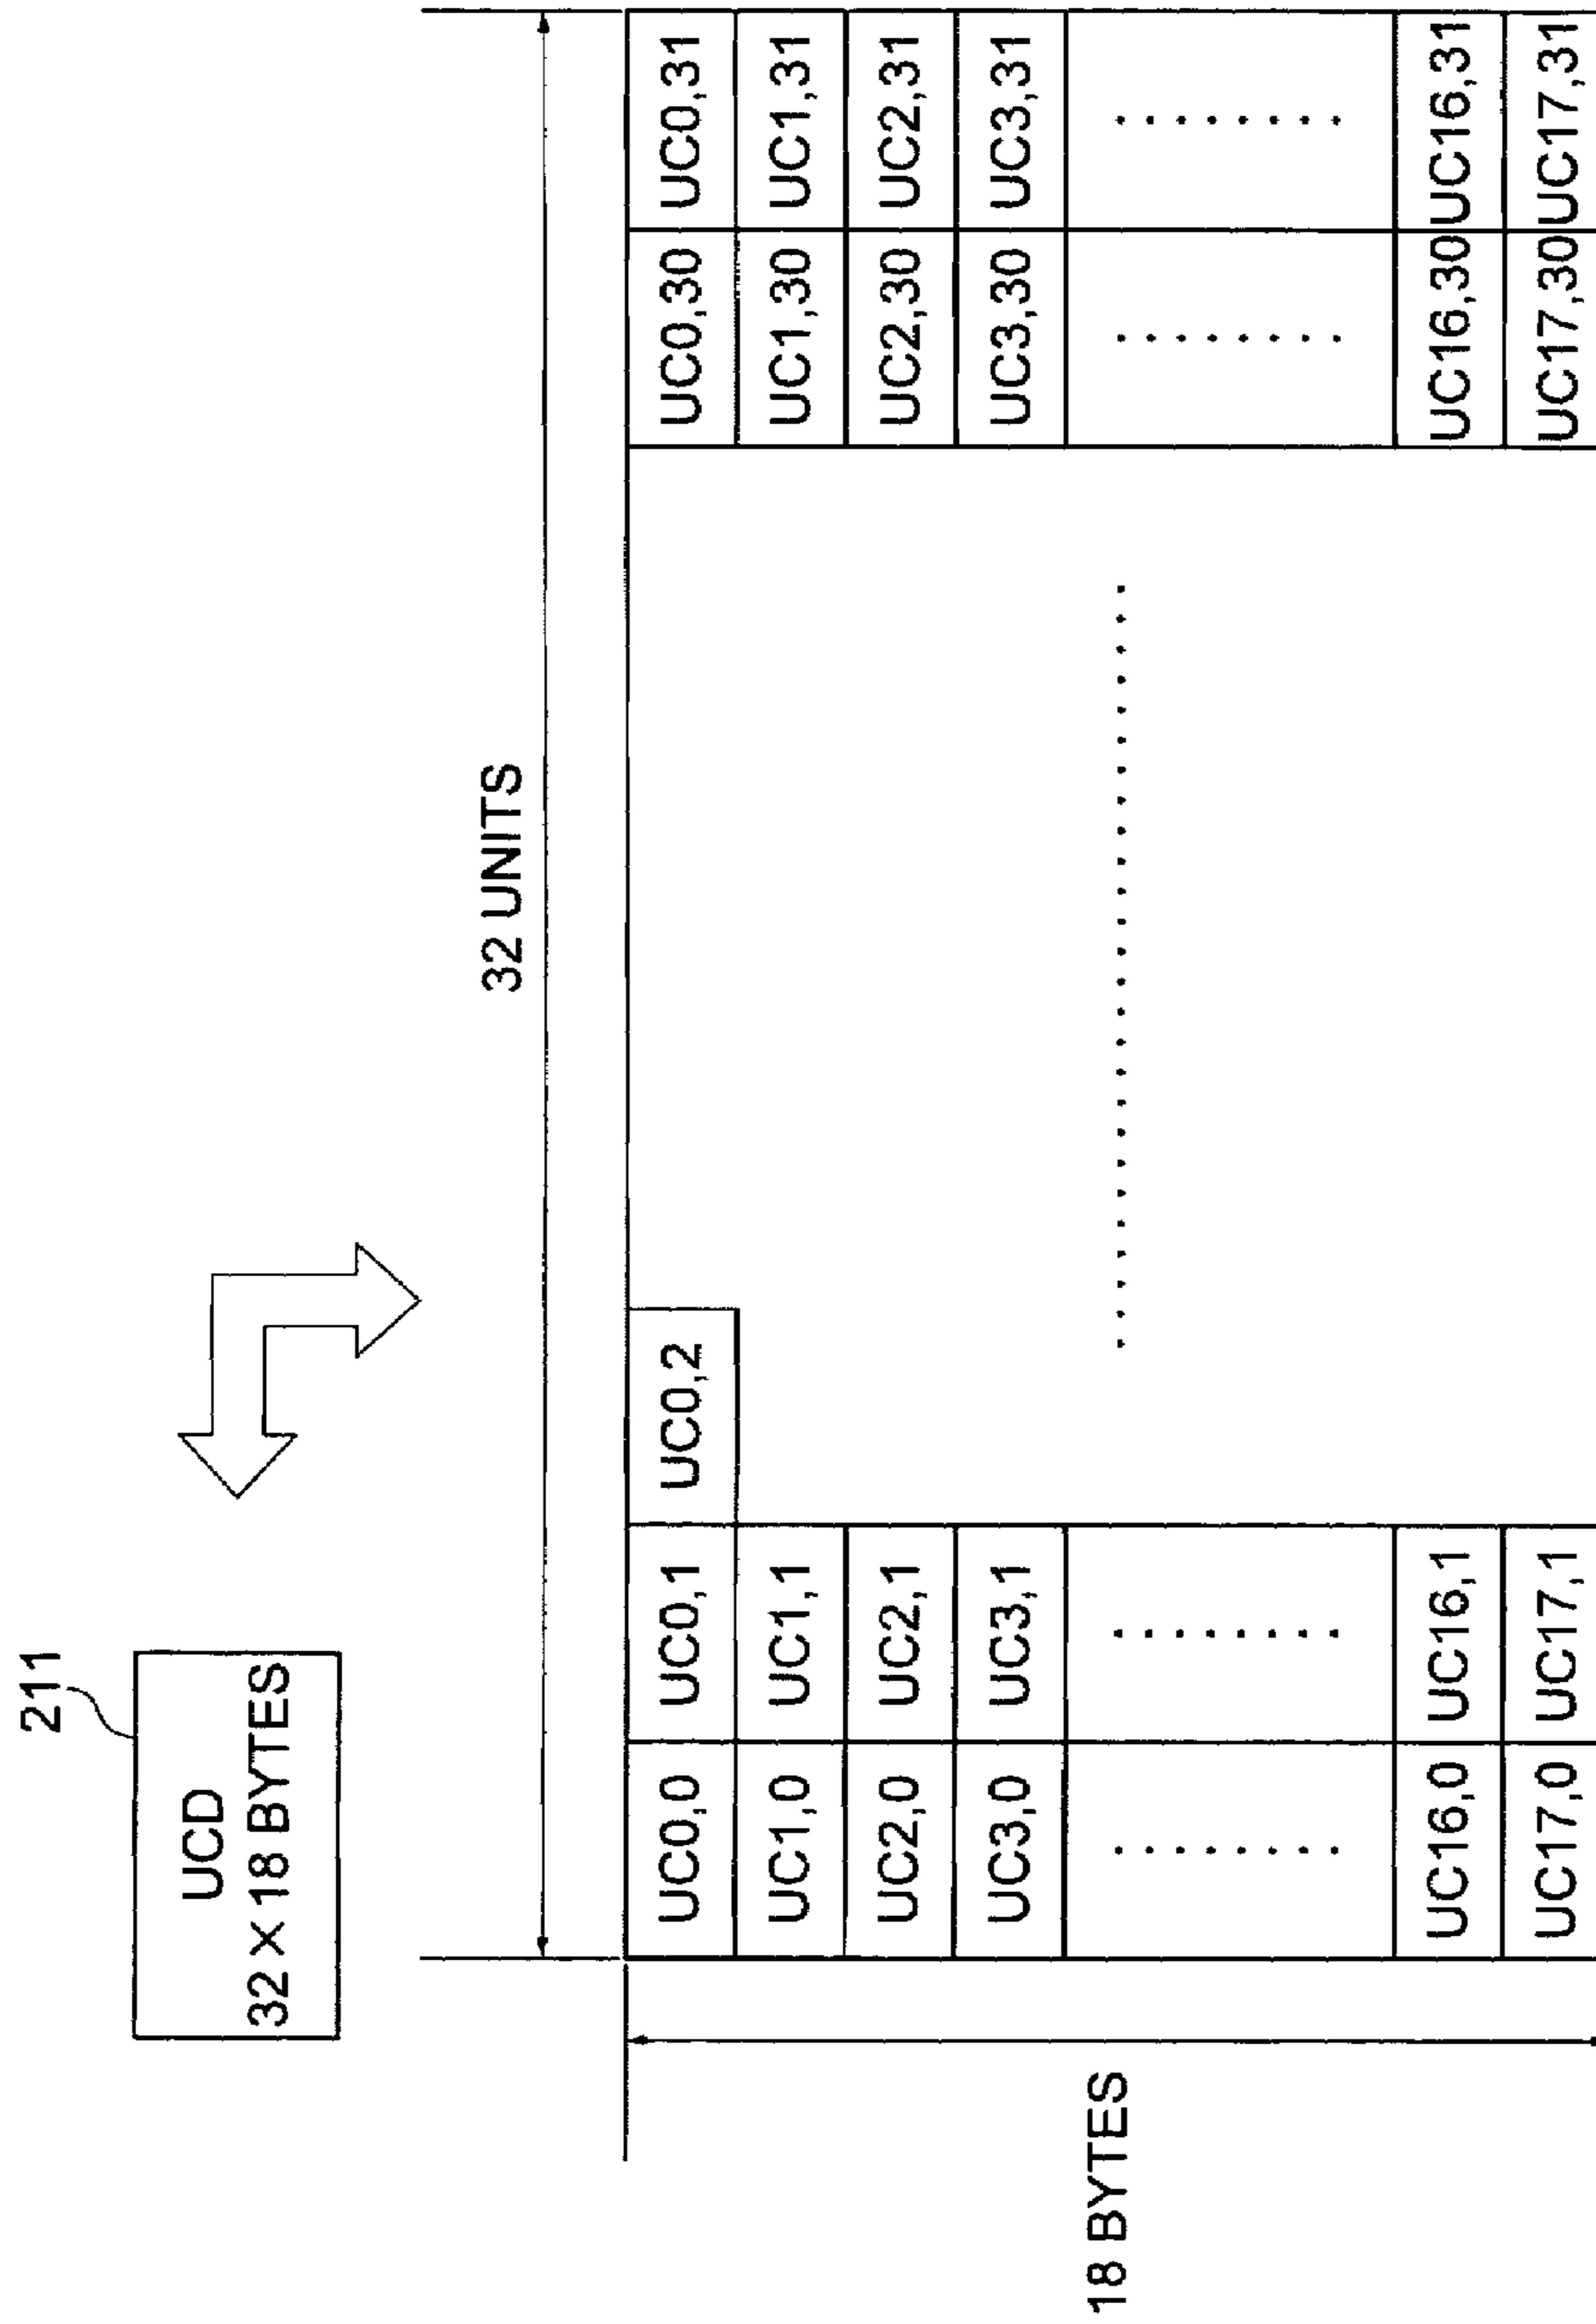 211
UCD
32×18 BYTES
32 UNITS
18 BYTES
UC0,0 UC0,1 UC0,2 UC0,30 UC0,31
UC1,0 UC1,1 UC1,30 UC1,31
UC2,0 UC2,1 UC2,30 UC2,31
UC3,0 UC3,1 UC3,30 UC3,31
UC16,0 UC16,1 UC16,30 UC16,31
UC17,0 UC17,1 UC17,30 UC17,31